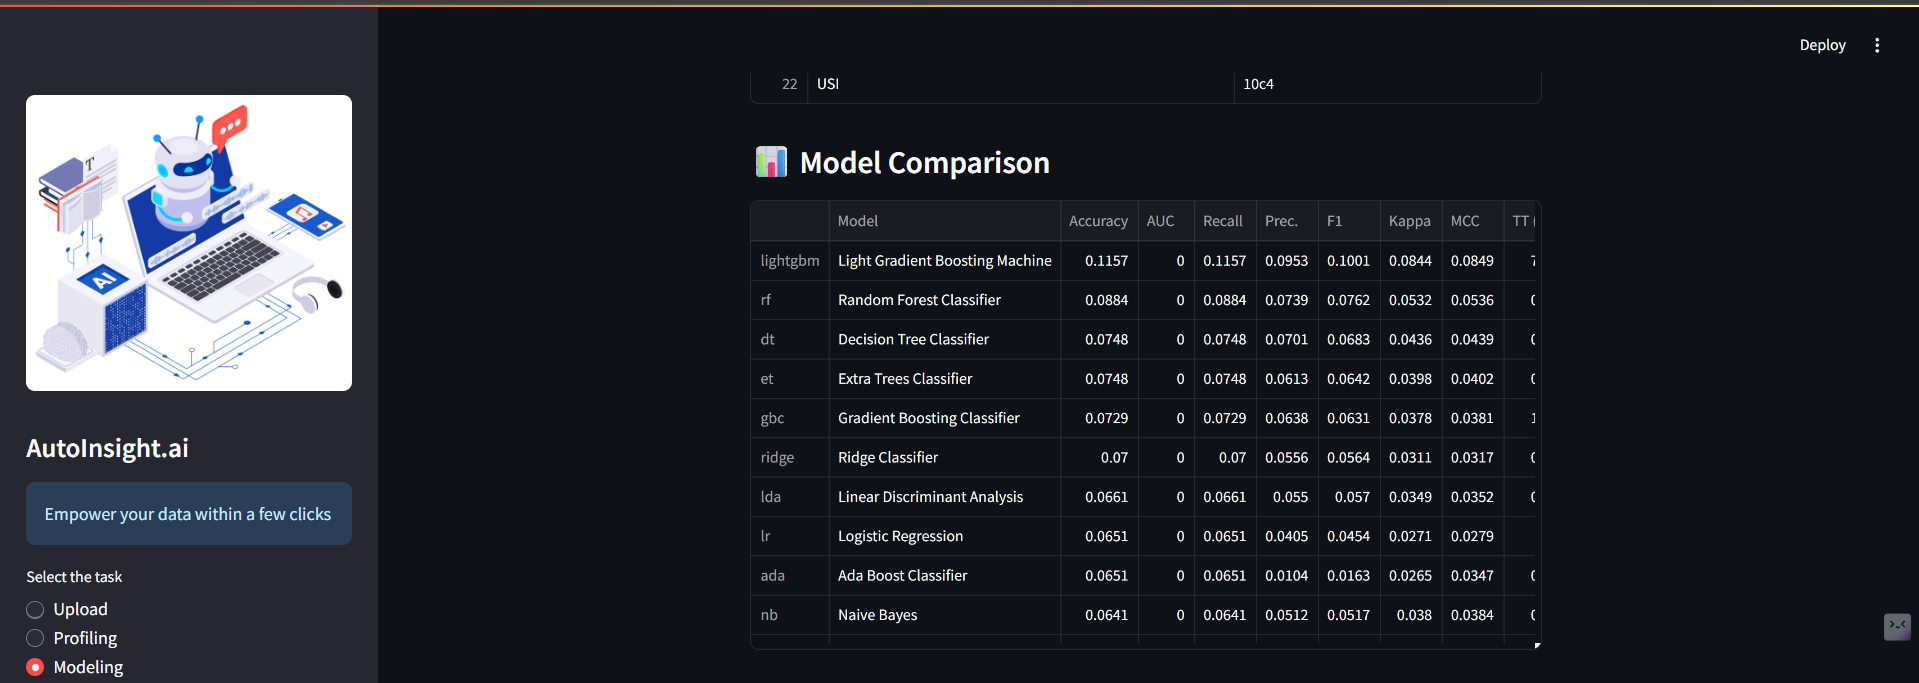 Deploy
22 USI 10c4
Model Comparison
Model Accuracy AUC Recall Prec. F1 Kappa MCC TT (
lightgbm Light Gradient Boosting Machine 0.1157 0 0.1157 0.0953 0.1001 0.0844 0.0849 7
rf Random Forest Classifier 0.0884 0 0.0884 0.0739 0.0762 0.0532 0.0536
dt Decision Tree Classifier 0.0748 0 0.0748 0.0701 0.0683 0.0436 0.0439
et Extra Trees Classifier 0.0748 0 0.0748 0.0613 0.0642 0.0398 0.0402
gbc Gradient Boosting Classifier 0.0729 0 0.0729 0.0638 0.0631 0.0378 0.0381 1
ridge Ridge Classifier 0.07 0 0.07 0.0556 0.0564 0.0311 0.0317
lda Linear Discriminant Analysis 0.0661 0 0.0661 0.055 0.057 0.0349 0.0352
lr Logistic Regression 0.0651 0 0.0651 0.0405 0.0454 0.0271 0.0279
ada Ada Boost Classifier 0.0651 0 0.0651 0.0104 0.0163 0.0265 0.0347
nb Naive Bayes 0.0641 0 0.0641 0.0512 0.0517 0.038 0.0384
T
AI
AutoInsight.ai
Empower your data within a few clicks
Select the task
Upload
Profiling
Modeling